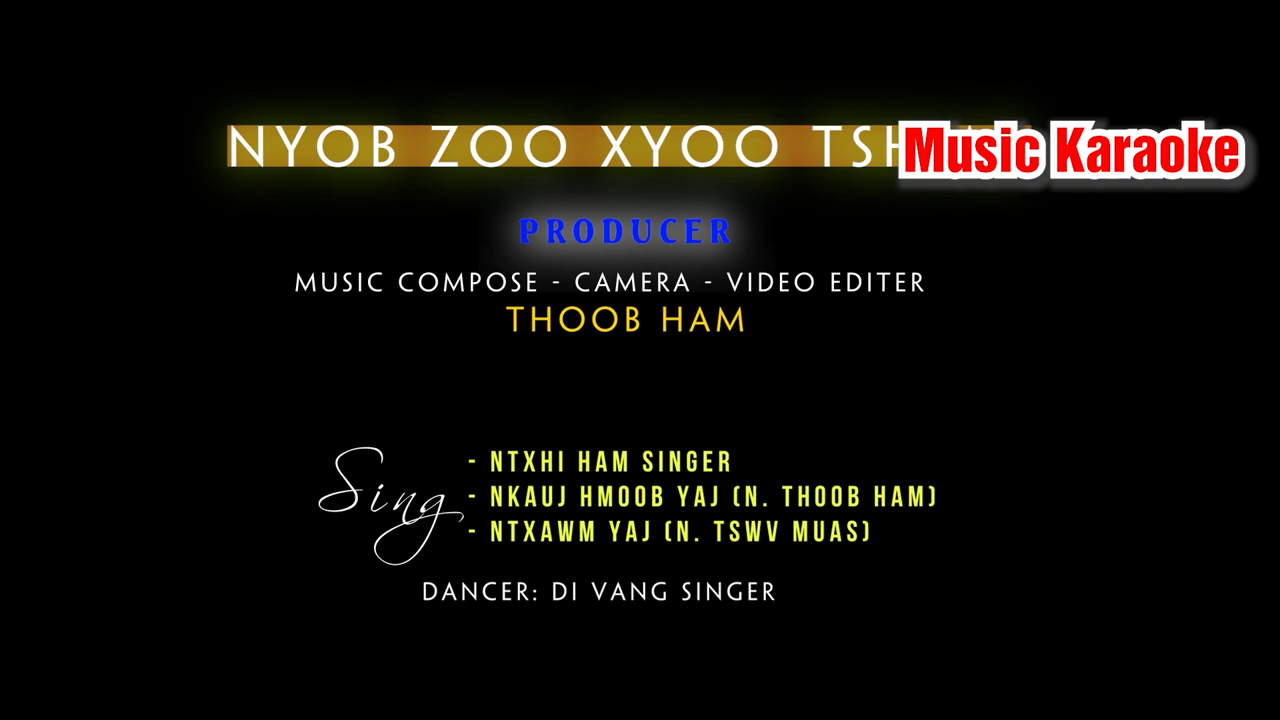 NYOB ZOO XYOO
Music Karaoke
PRODUCER
MUSIC COMPOSE - CAMERA - VIDEO EDITER
THOOB HAM
Sing
- NTXHI HAM SINGER
- NKAUJ HMOOB YAJ (N. THOOB HAM)
- NTXAWM YAJ (N. TSWV MUAS)
DANCER: DI VANG SINGER